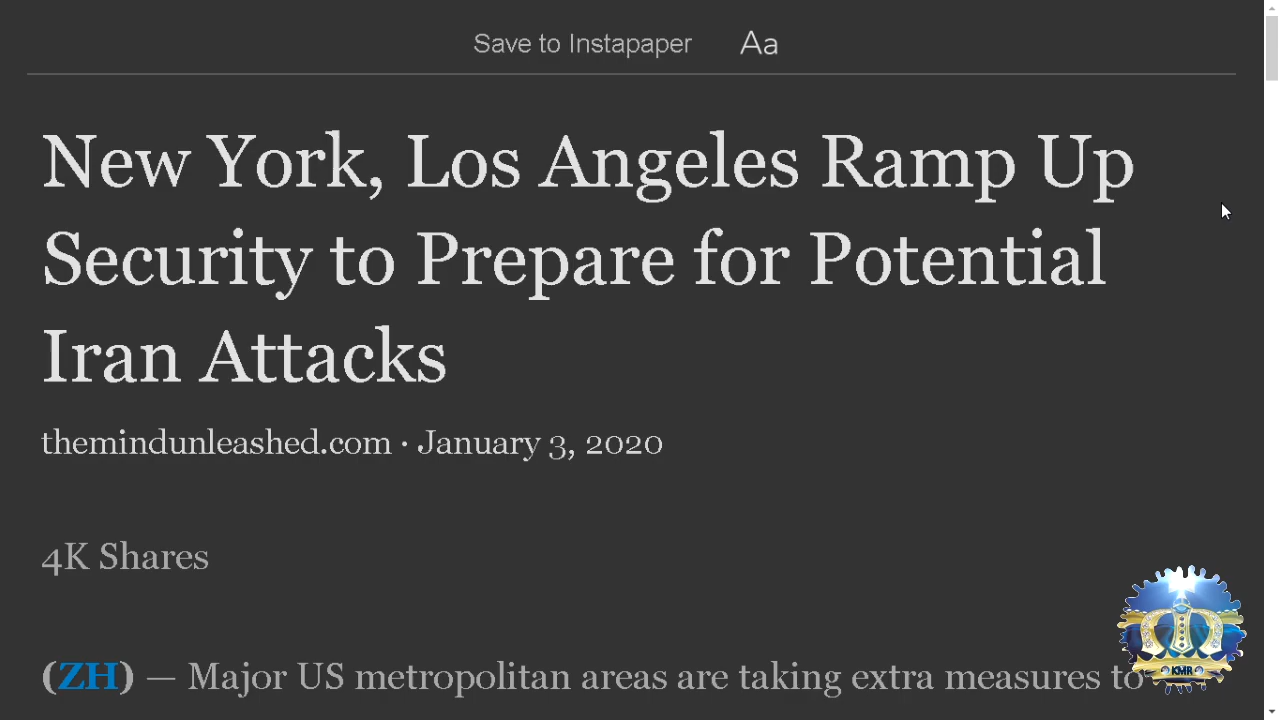 Save to Instapaper Aa
New York, Los Angeles Ramp Up
Security to Prepare for Potential
Iran Attacks
themindunleashed.com · January 3, 2020
4K Shares
(ZH) — Major US metropolitan areas are taking extra measures to
KMR